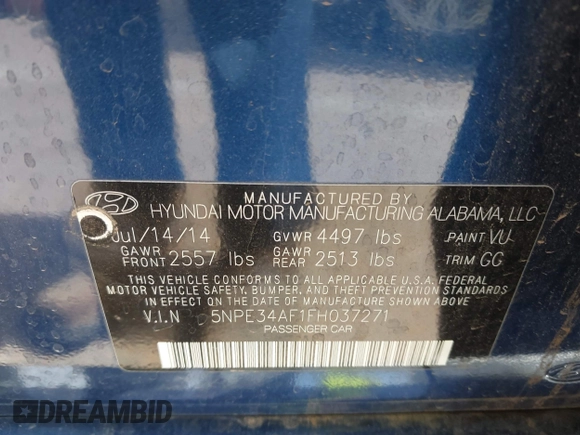 MANUFACTURED BY
HYUNDAI MOTOR MANUFACTURING ALABAMA, LLC
Jul/14/14 GVWR 4497 lbs PAINT VU
GAWR FRONT 2557 lbs GAWR REAR 2513 lbs TRIM GG
THIS VEHICLE CONFORMS TO ALL APPLICABLE U.S.A. FEDERAL
MOTOR VEHICLE SAFETY, BUMPER, AND THEFT PREVENTION STANDARDS
IN EFFECT ON THE DATE OF MANUFACTURE SHOWN ABOVE
V.I.N 5NPE34AF1FH037271
PASSENGER CAR
DREAMBID